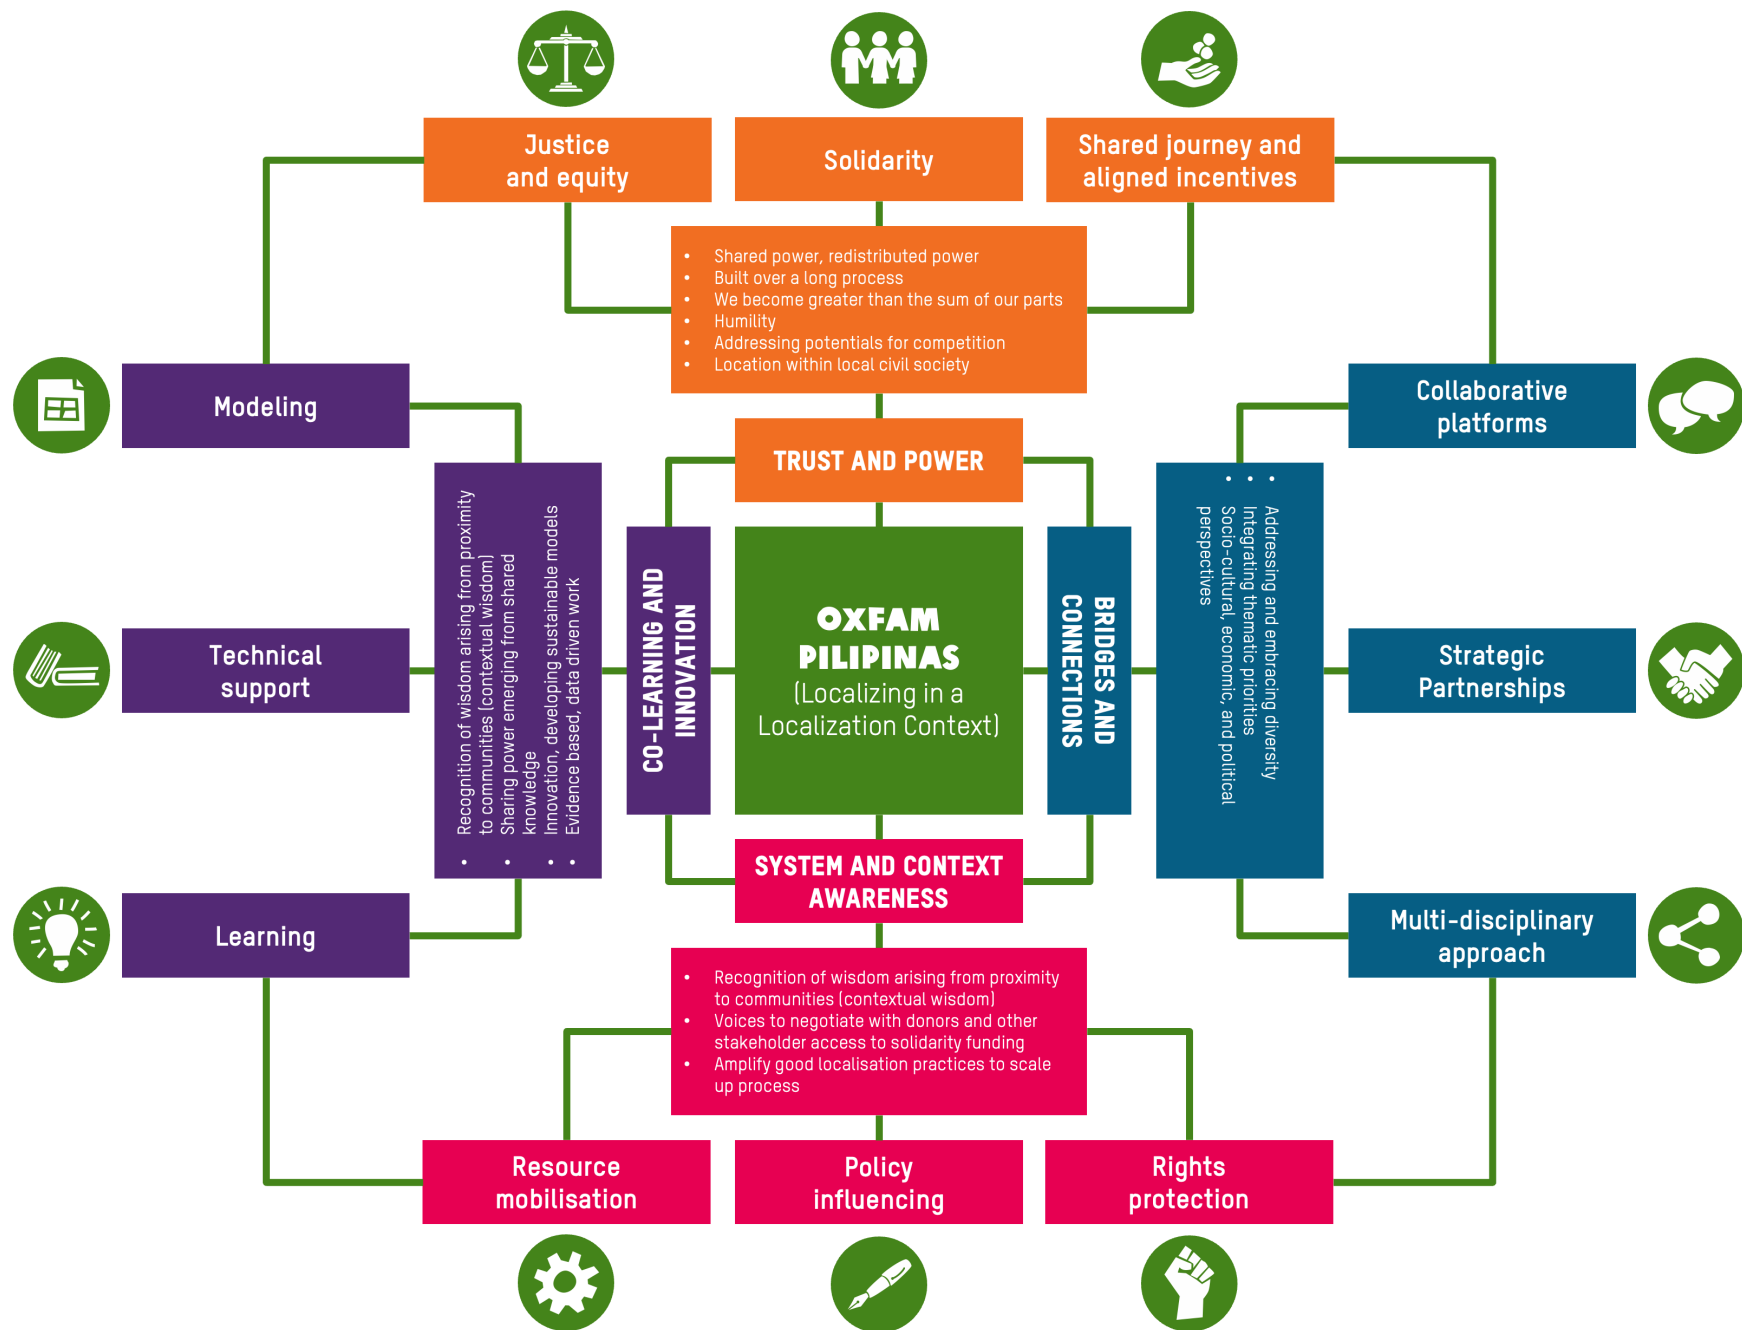 Justice
and equity
Solidarity
Shared journey and
aligned incentives
• Shared power, redistributed power
• Built over a long process
• We become greater than the sum of our parts
• Humility
• Addressing potentials for competition
• Location within local civil society
Modeling
Collaborative
platforms
TRUST AND POWER
• Recognition of wisdom arising from proximity
to communities (contextual wisdom)
• Sharing power emerging from shared
knowledge
• Innovation, developing sustainable models
• Evidence based, data driven work
CO-LEARNING AND
INNOVATION
OXFAM
PILIPINAS
(Localizing in a
Localization Context)
BRIDGES AND
CONNECTIONS
• Addressing and embracing diversity
• Integrating thematic priorities
• Socio-cultural, economic, and political
perspectives
Technical
support
Strategic
Partnerships
SYSTEM AND CONTEXT
AWARENESS
Learning
Multi-disciplinary
approach
• Recognition of wisdom arising from proximity
to communities (contextual wisdom)
• Voices to negotiate with donors and other
stakeholder access to solidarity funding
• Amplify good localisation practices to scale
up process
Resource
mobilisation
Policy
influencing
Rights
protection